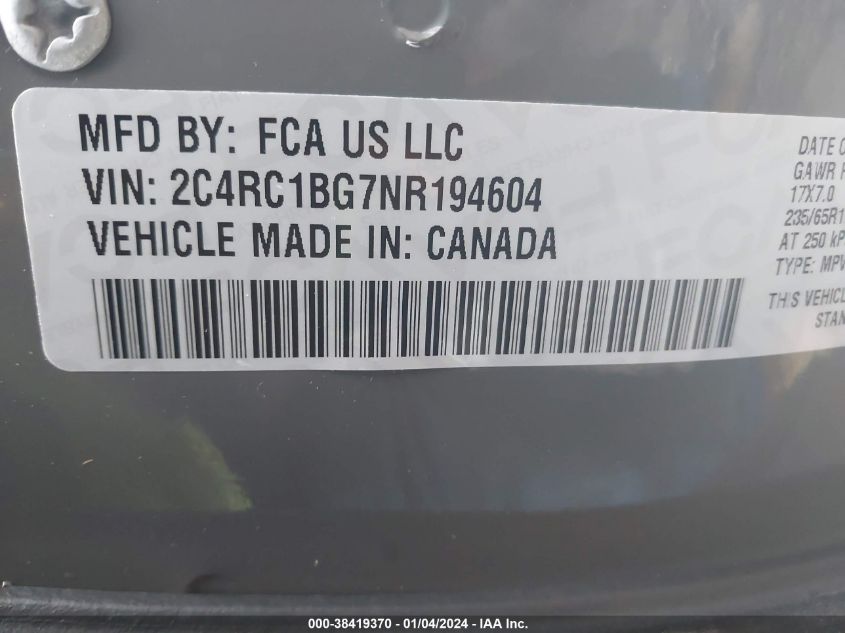 MFD BY: FCA US LLC
VIN: 2C4RC1BG7NR194604
VEHICLE MADE IN: CANADA
DATE
GAWR
17X7.0
235/65R1
AT 250 kP
TYPE: MPV
THIS VEHICL
STAN
000-38419370 - 01/04/2024 - IAA Inc.